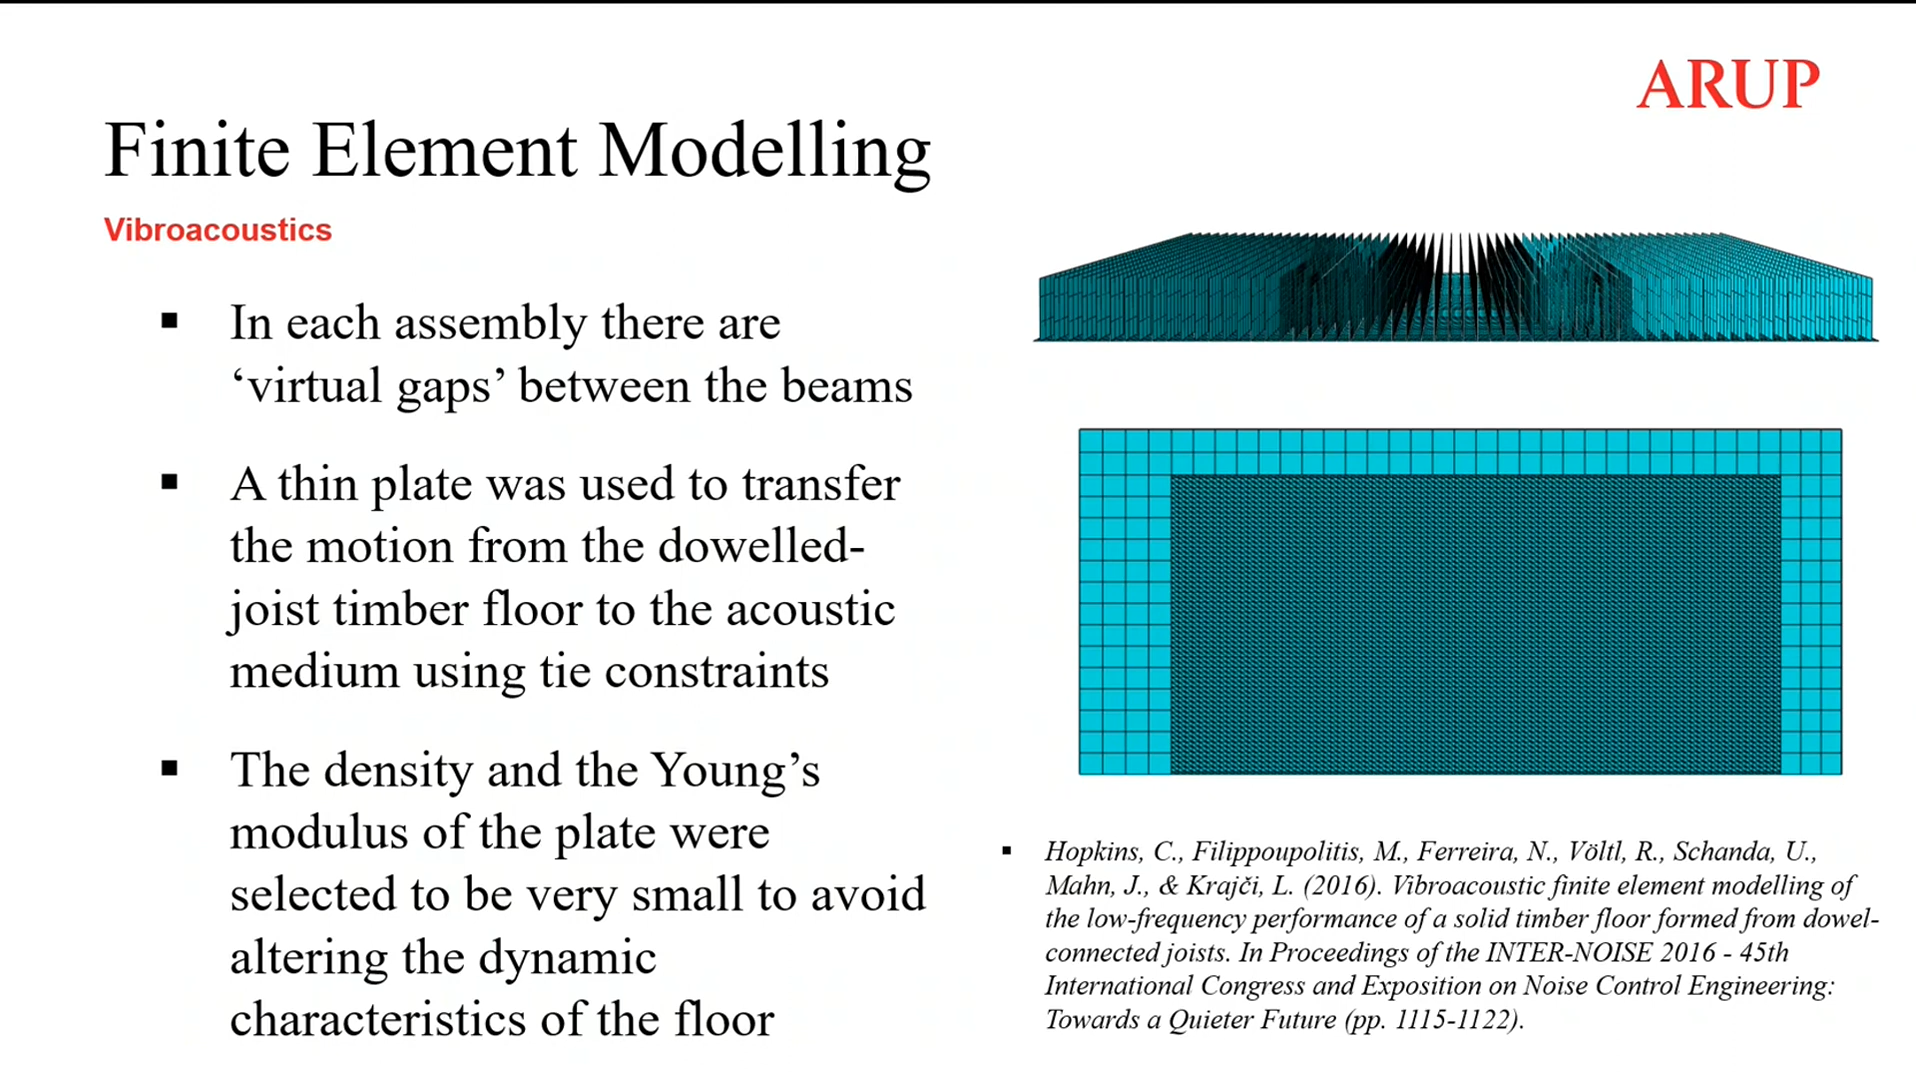 ARUP
Finite Element Modelling
Vibroacoustics
▪ In each assembly there are
‘virtual gaps’ between the beams
▪ A thin plate was used to transfer
the motion from the dowelled-
joist timber floor to the acoustic
medium using tie constraints
▪ The density and the Young’s
modulus of the plate were
selected to be very small to avoid
altering the dynamic
characteristics of the floor
▪ Hopkins, C., Filippoupolitis, M., Ferreira, N., Völtl, R., Schanda, U.,
Mahn, J., & Krajči, L. (2016). Vibroacoustic finite element modelling of
the low-frequency performance of a solid timber floor formed from dowel-
connected joists. In Proceedings of the INTER-NOISE 2016 - 45th
International Congress and Exposition on Noise Control Engineering:
Towards a Quieter Future (pp. 1115-1122).